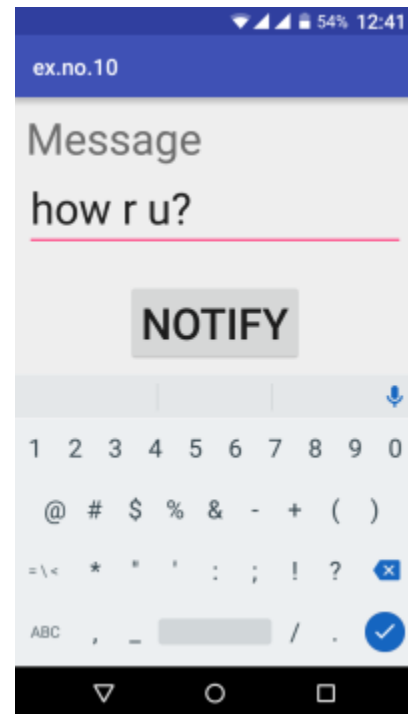 54% 12:41
ex.no.10
Message
how r u?
NOTIFY
1 2 3 4 5 6 7 8 9 0
@ # $ % & - + ( )
=\< * " ' : ; ! ?
ABC , _ / .